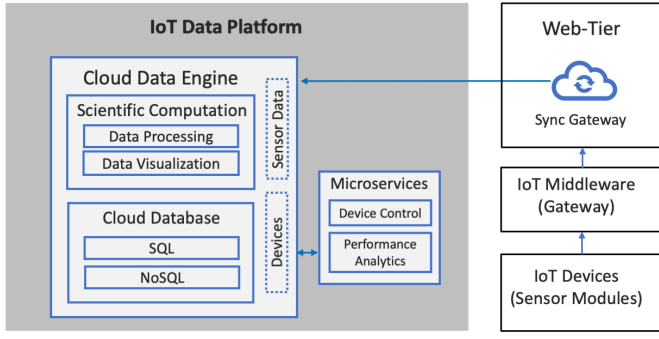 IoT Data Platform
Cloud Data Engine
Scientific Computation
Data Processing
Data Visualization
Cloud Database
SQL
NoSQL
Sensor Data
Devices
Microservices
Device Control
Performance
Analytics
Web-Tier
Sync Gateway
IoT Middleware
(Gateway)
IoT Devices
(Sensor Modules)